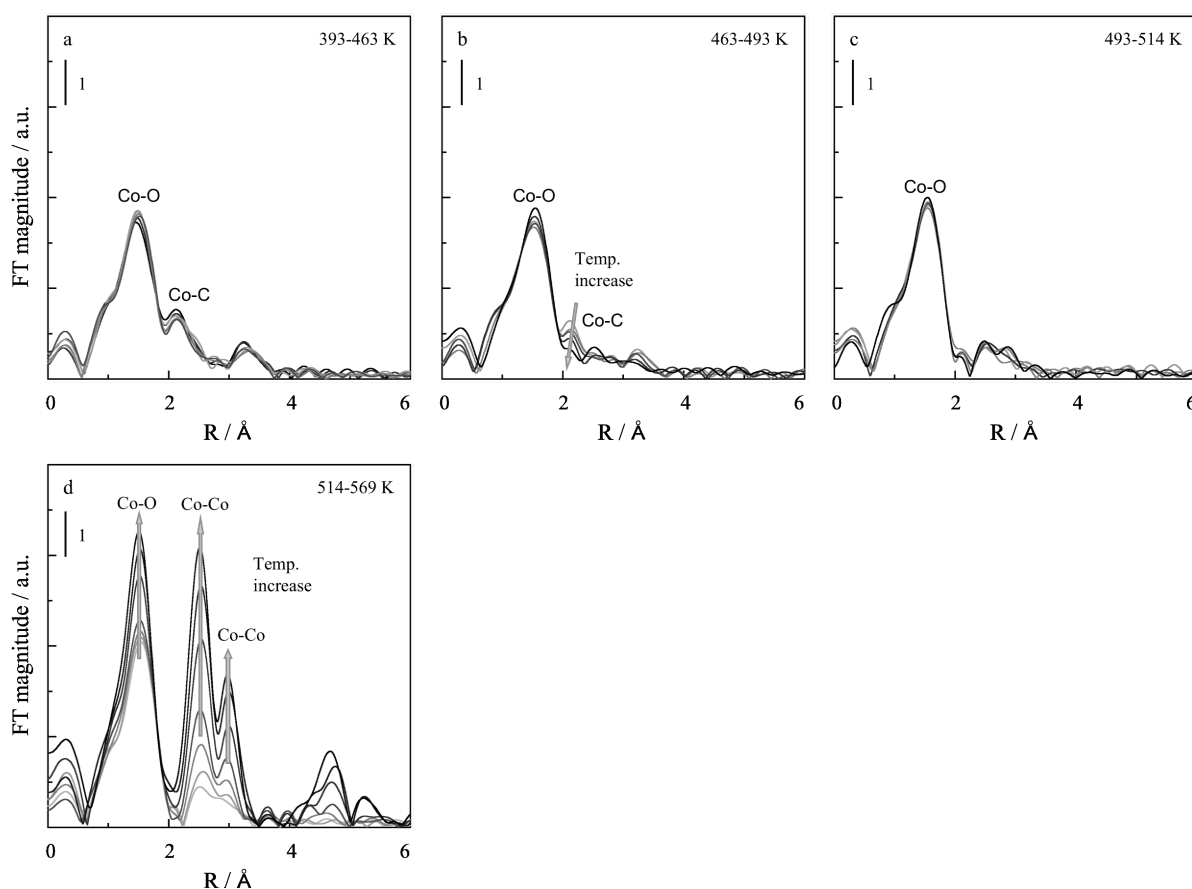 a
393-463 K
1
Co-O
Co-C
FT magnitude / a.u.
0 2 4 6
R / Å
b
463-493 K
1
Co-O
Temp.
increase
Co-C
0 2 4 6
R / Å
c
493-514 K
1
Co-O
0 2 4 6
R / Å
d
514-569 K
Co-O
Co-Co
1
Temp.
increase
Co-Co
FT magnitude / a.u.
0 2 4 6
R / Å